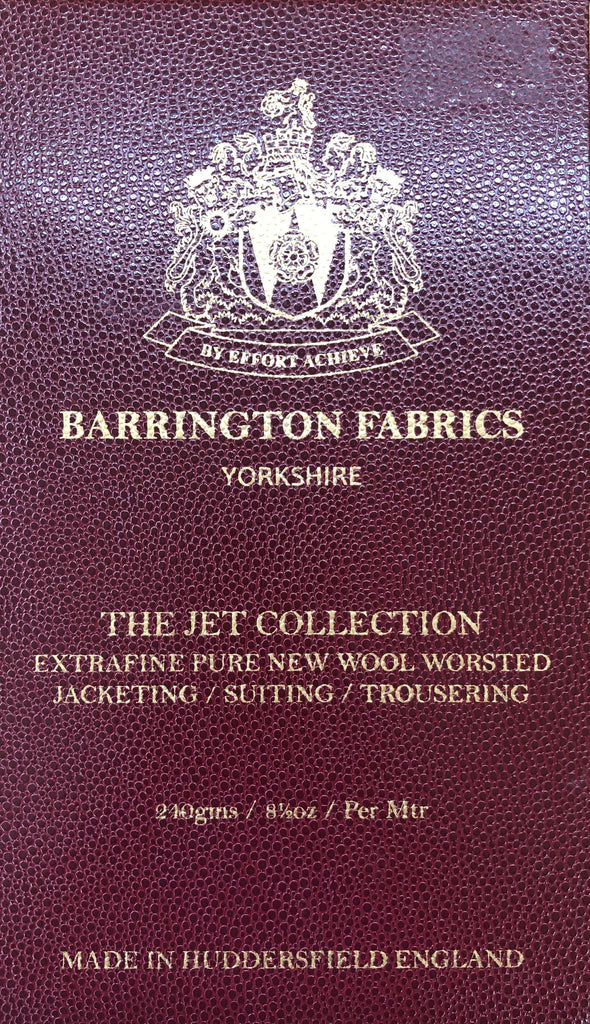 BY EFFORT ACHIEVE
BARRINGTON FABRICS
YORKSHIRE
THE JET COLLECTION
EXTRAFINE PURE NEW WOOL WORSTED
JACKETING / SUITING / TROUSERING
240gms / 8½oz / Per Mtr
MADE IN HUDDERSFIELD ENGLAND